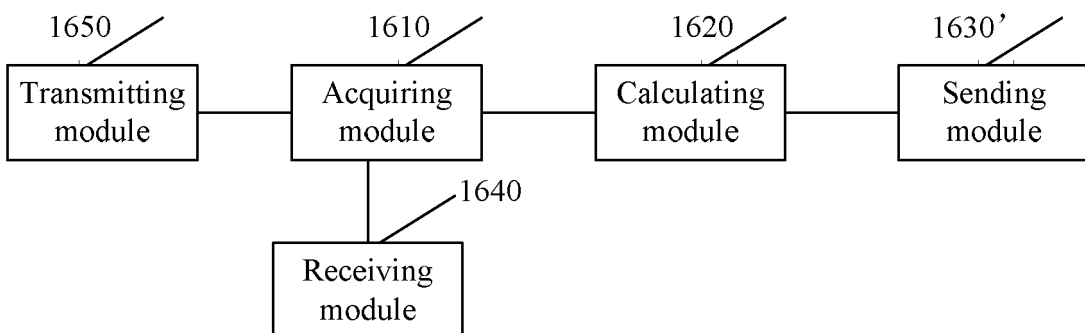 1650
1610
1620
1630’
Transmitting
module
Acquiring
module
Calculating
module
Sending
module
1640
Receiving
module